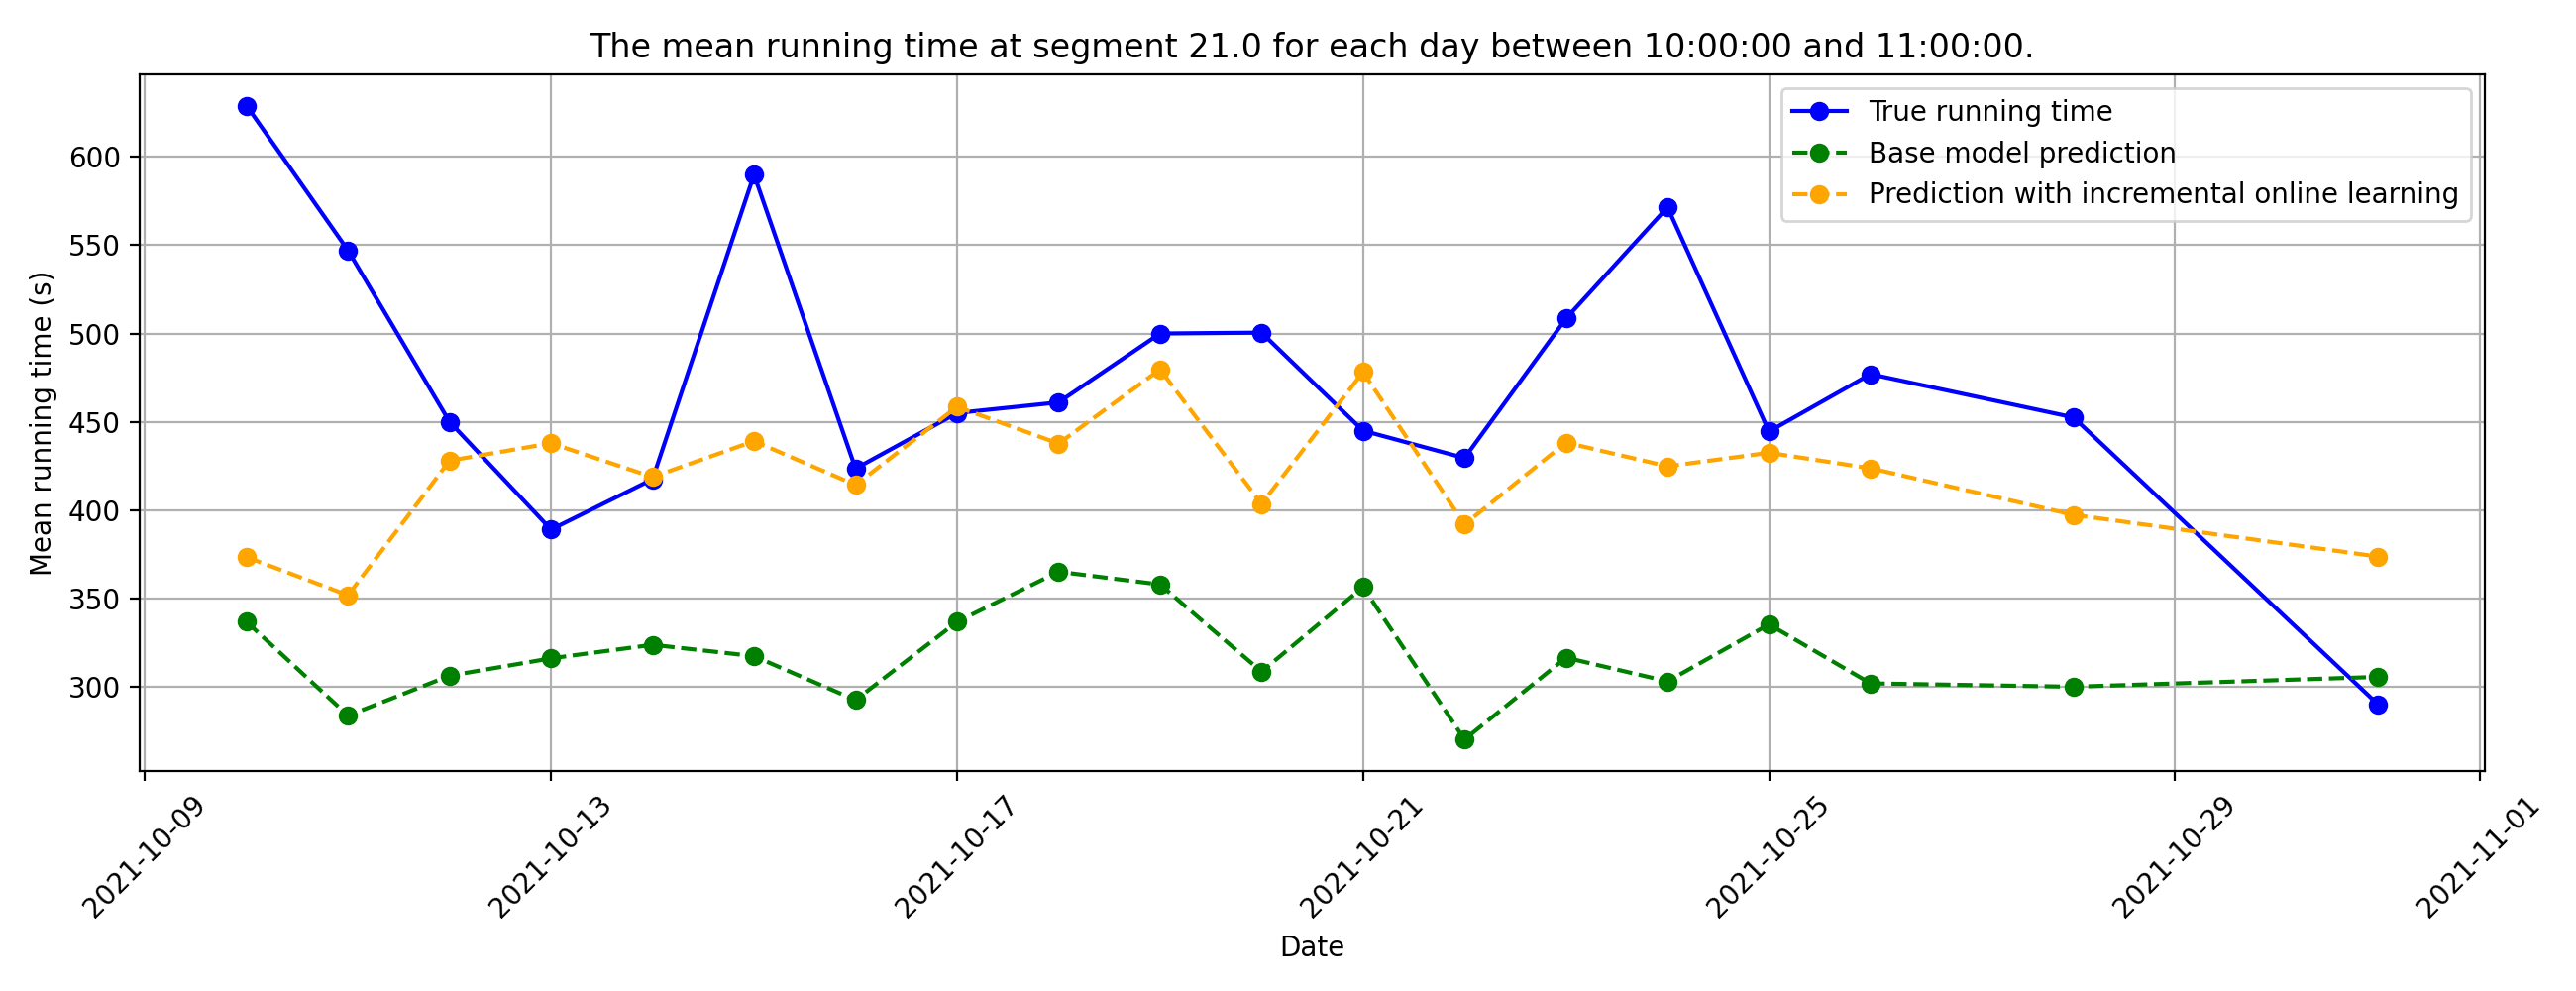 The mean running time at segment 21.0 for each day between 10:00:00 and 11:00:00.
True running time
Base model prediction
Prediction with incremental online learning
Mean running time (s)
600
550
500
450
400
350
300
2021-10-09
2021-10-13
2021-10-17
2021-10-21
2021-10-25
2021-10-29
2021-11-01
Date